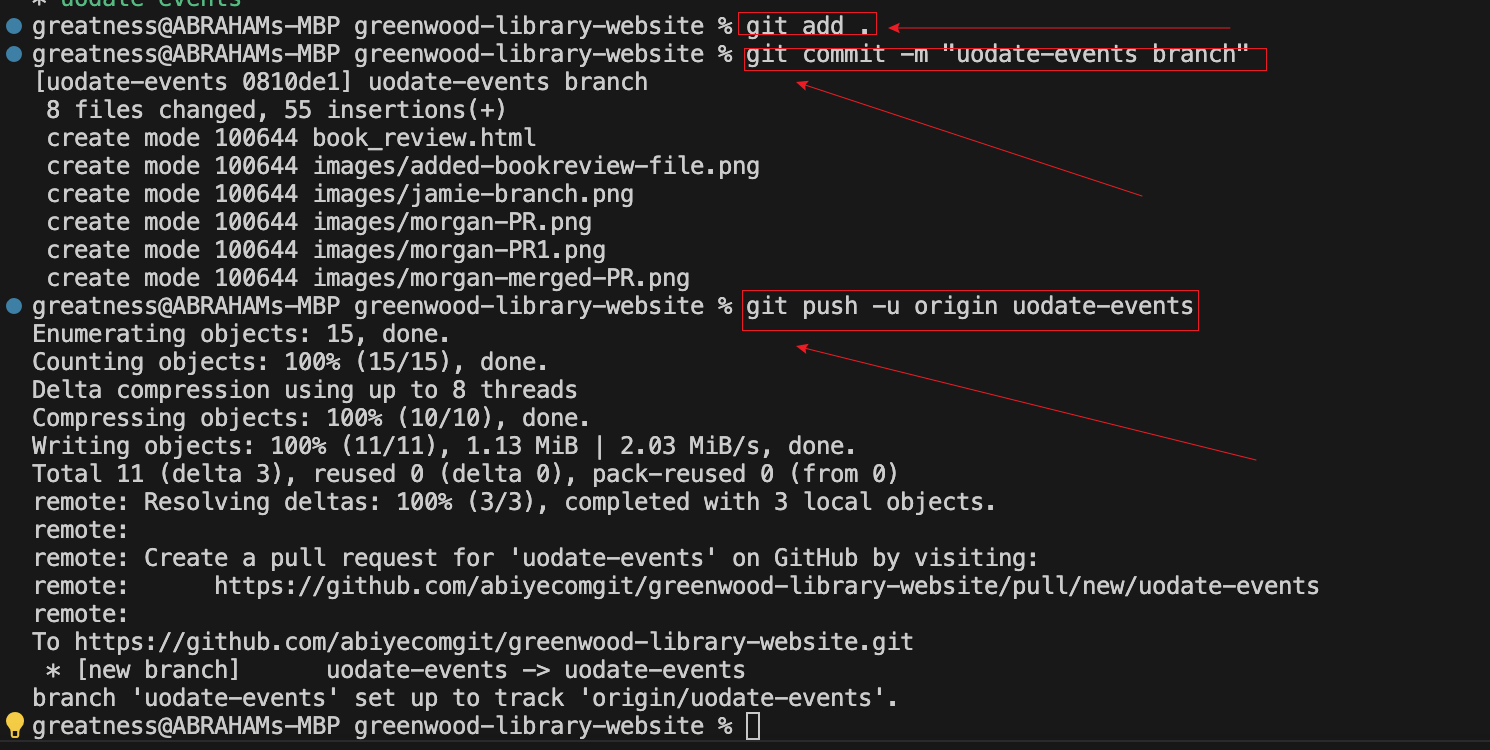 * uodate-events
greatness@ABRAHAMs-MBP greenwood-library-website % git add .
greatness@ABRAHAMs-MBP greenwood-library-website % git commit -m "uodate-events branch"
[uodate-events 0810de1] uodate-events branch
 8 files changed, 55 insertions(+)
 create mode 100644 book_review.html
 create mode 100644 images/added-bookreview-file.png
 create mode 100644 images/jamie-branch.png
 create mode 100644 images/morgan-PR.png
 create mode 100644 images/morgan-PR1.png
 create mode 100644 images/morgan-merged-PR.png
greatness@ABRAHAMs-MBP greenwood-library-website % git push -u origin uodate-events
Enumerating objects: 15, done.
Counting objects: 100% (15/15), done.
Delta compression using up to 8 threads
Compressing objects: 100% (10/10), done.
Writing objects: 100% (11/11), 1.13 MiB | 2.03 MiB/s, done.
Total 11 (delta 3), reused 0 (delta 0), pack-reused 0 (from 0)
remote: Resolving deltas: 100% (3/3), completed with 3 local objects.
remote:
remote: Create a pull request for 'uodate-events' on GitHub by visiting:
remote:      https://github.com/abiyecomgit/greenwood-library-website/pull/new/uodate-events
remote:
To https://github.com/abiyecomgit/greenwood-library-website.git
 * [new branch]      uodate-events -> uodate-events
branch 'uodate-events' set up to track 'origin/uodate-events'.
greatness@ABRAHAMs-MBP greenwood-library-website %